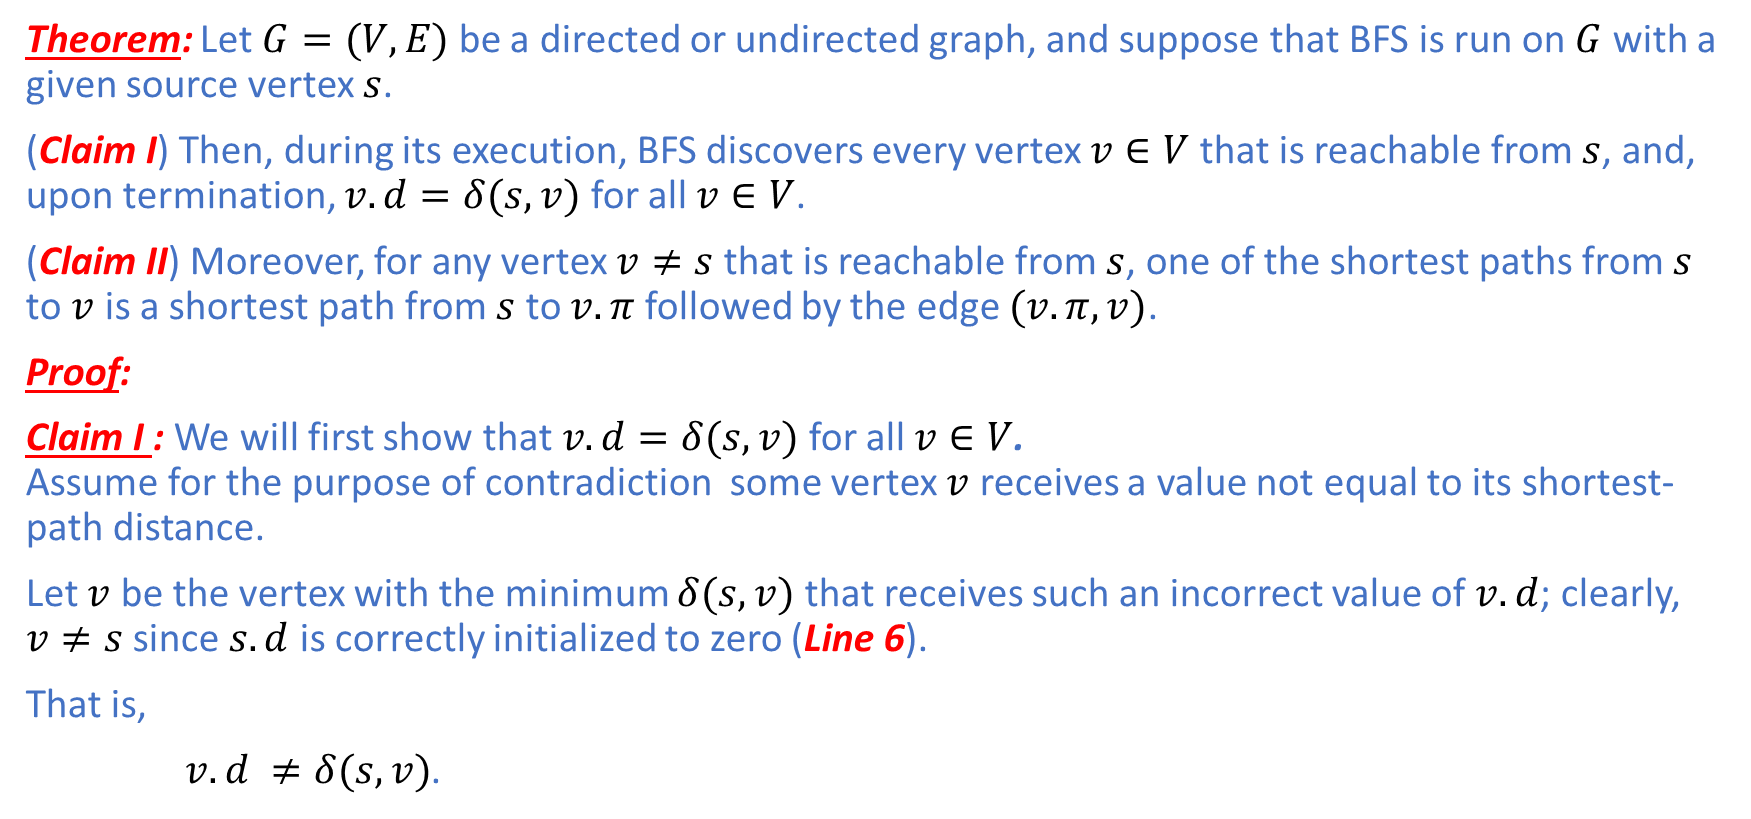 Theorem: Let G = (V, E) be a directed or undirected graph, and suppose that BFS is run on G with a
given source vertex s.
(Claim I) Then, during its execution, BFS discovers every vertex v ∈ V that is reachable from s, and,
upon termination, v. d = δ(s, v) for all v ∈ V.
(Claim II) Moreover, for any vertex v ≠ s that is reachable from s, one of the shortest paths from s
to v is a shortest path from s to v. π followed by the edge (v. π, v).
Proof:
Claim I : We will first show that v. d = δ(s, v) for all v ∈ V.
Assume for the purpose of contradiction some vertex v receives a value not equal to its shortest-
path distance.
Let v be the vertex with the minimum δ(s, v) that receives such an incorrect value of v. d; clearly,
v ≠ s since s. d is correctly initialized to zero (Line 6).
That is,
v. d ≠ δ(s, v).